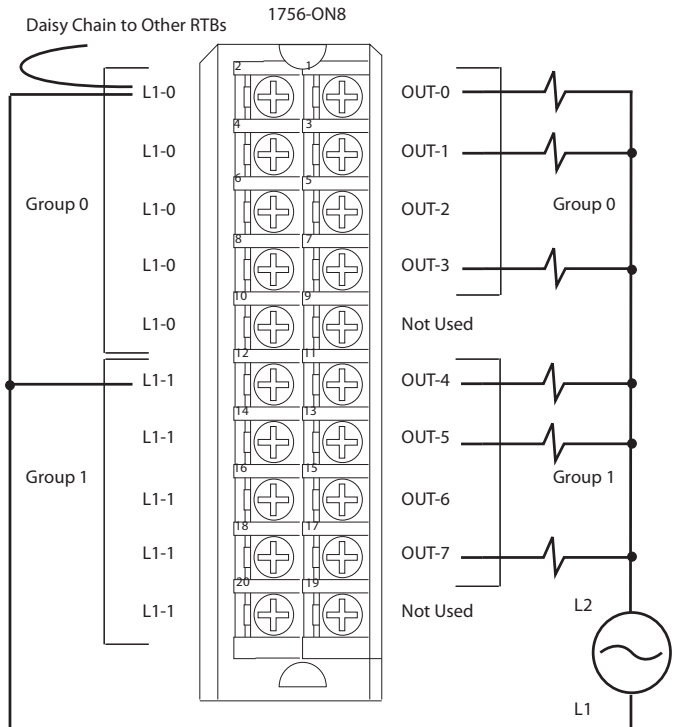 1756-ON8
Daisy Chain to Other RTBs
2 1
L1-0 OUT-0
4 3
L1-0 OUT-1
6 5
Group 0 L1-0 OUT-2 Group 0
8 7
L1-0 OUT-3
10 9
L1-0 Not Used
12 11
L1-1 OUT-4
14 13
L1-1 OUT-5
16 15
Group 1 L1-1 OUT-6 Group 1
18 17
L1-1 OUT-7
20 19
L1-1 Not Used
L2
L1